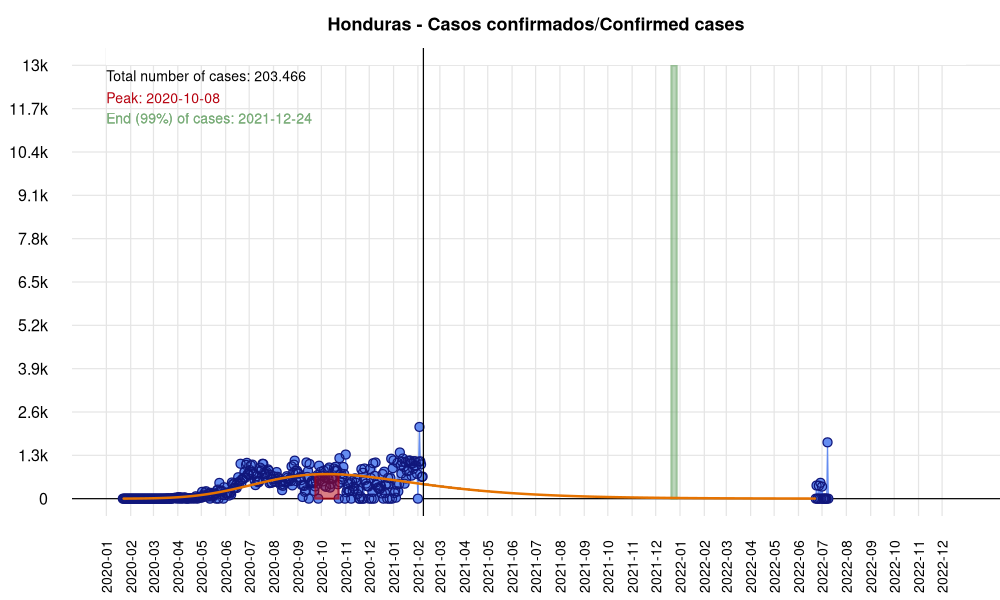 Honduras - Casos confirmados/Confirmed cases
Total number of cases: 203.466
Peak: 2020-10-08
End (99%) of cases: 2021-12-24
13k
11.7k
10.4k
9.1k
7.8k
6.5k
5.2k
3.9k
2.6k
1.3k
0
2020-01
2020-02
2020-03
2020-04
2020-05
2020-06
2020-07
2020-08
2020-09
2020-10
2020-11
2020-12
2021-01
2021-02
2021-03
2021-04
2021-05
2021-06
2021-07
2021-08
2021-09
2021-10
2021-11
2021-12
2022-01
2022-02
2022-03
2022-04
2022-05
2022-06
2022-07
2022-08
2022-09
2022-10
2022-11
2022-12